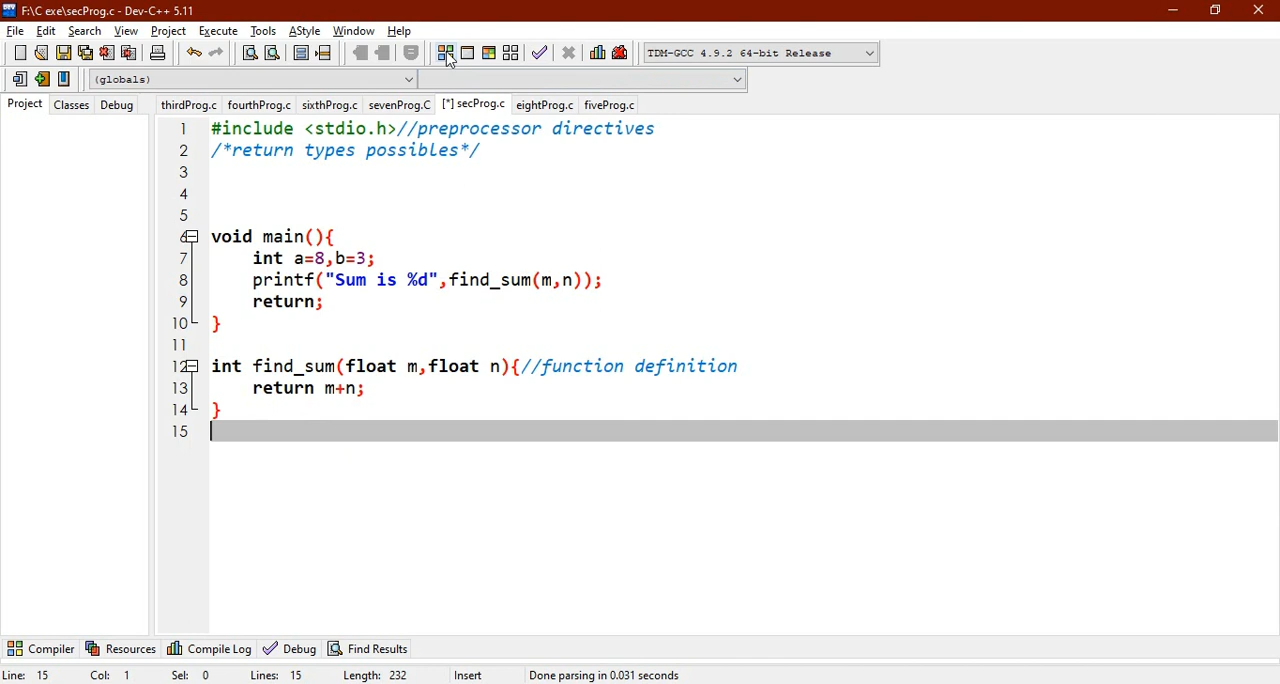 F:\C exe\secProg.c - Dev-C++ 5.11
File Edit Search View Project Execute Tools AStyle Window Help
TDM-GCC 4.9.2 64-bit Release
(globals)
Project Classes Debug thirdProg.c fourthProg.c sixthProg.c sevenProg.C [*] secProg.c eightProg.c fiveProg.c
1 #include <stdio.h>//preprocessor directives
2 /*return types possibles*/
3
4
5
6 void main(){
7 int a=8,b=3;
8 printf("Sum is %d",find_sum(m,n));
9 return;
10 }
11
12 int find_sum(float m,float n){//function definition
13 return m+n;
14 }
15
Compiler Resources Compile Log Debug Find Results
Line: 15 Col: 1 Sel: 0 Lines: 15 Length: 232 Insert Done parsing in 0.031 seconds